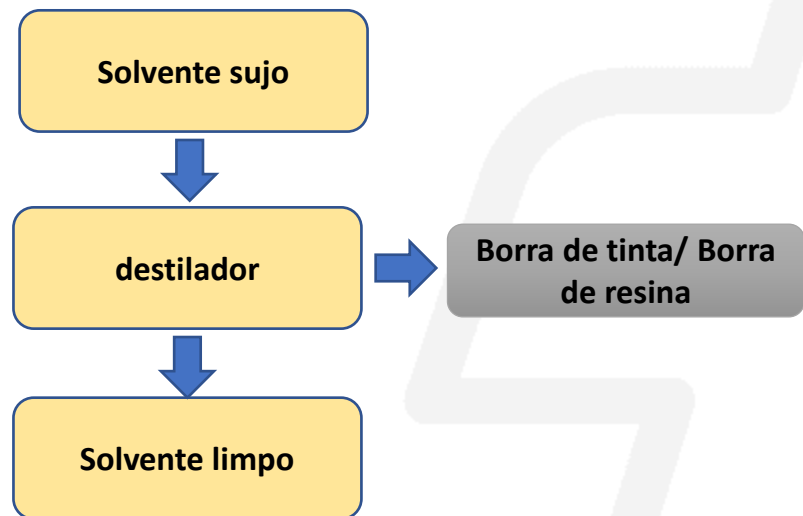 Solvente sujo
destilador
Borra de tinta/ Borra
de resina
Solvente limpo